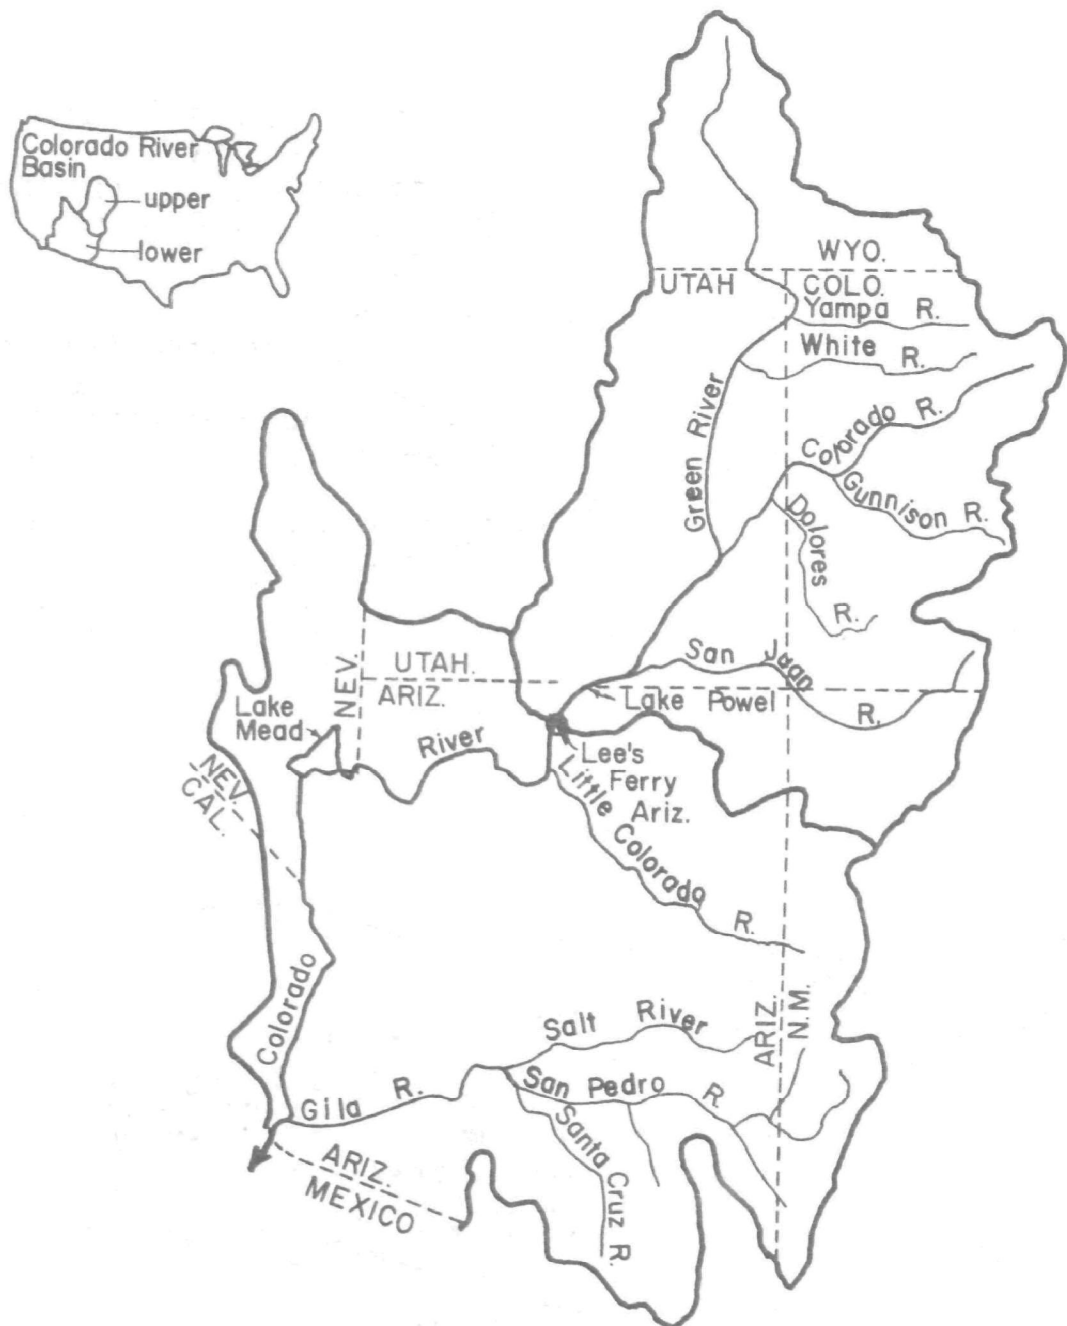 Colorado River
Basin
upper
lower
WYO.
UTAH
COLO.
Yampa R.
White R.
Green River
Colorado R.
Gunnison R.
Dolores R.
San Juan R.
UTAH.
ARIZ.
NEV.
Lake Powel
Lake
Mead
River
Lee's
Ferry
Ariz.
Little Colorado R.
NEV.
CAL.
Colorado
ARIZ.
N.M.
Salt River
San Pedro R.
Gila R.
Santa Cruz R.
ARIZ.
MEXICO